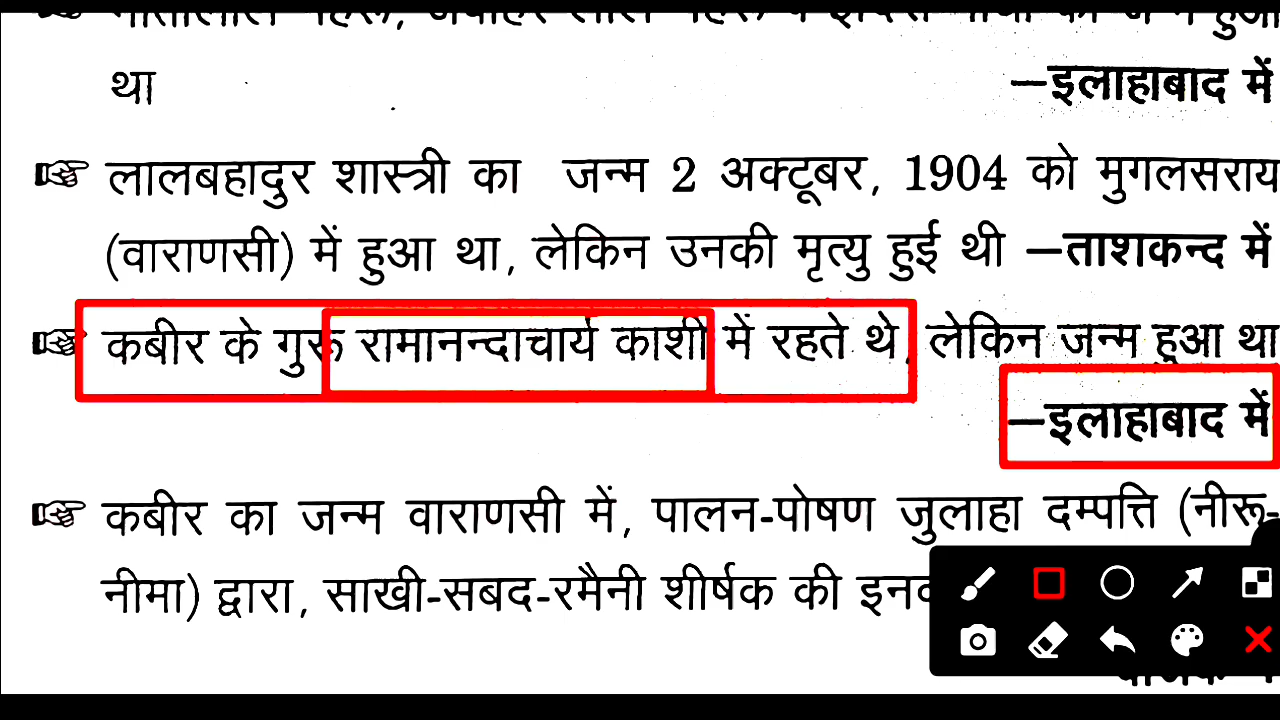 था —इलाहाबाद में
लालबहादुर शास्त्री का जन्म 2 अक्टूबर, 1904 को मुगलसराय
(वाराणसी) में हुआ था, लेकिन उनकी मृत्यु हुई थी —ताशकन्द में
कबीर के गुरू रामानन्दाचार्य काशी में रहते थे, लेकिन जन्म हुआ था
—इलाहाबाद में
कबीर का जन्म वाराणसी में, पालन-पोषण जुलाहा दम्पत्ति (नीरू-
नीमा) द्वारा, साखी-सबद-रमैनी शीर्षक की